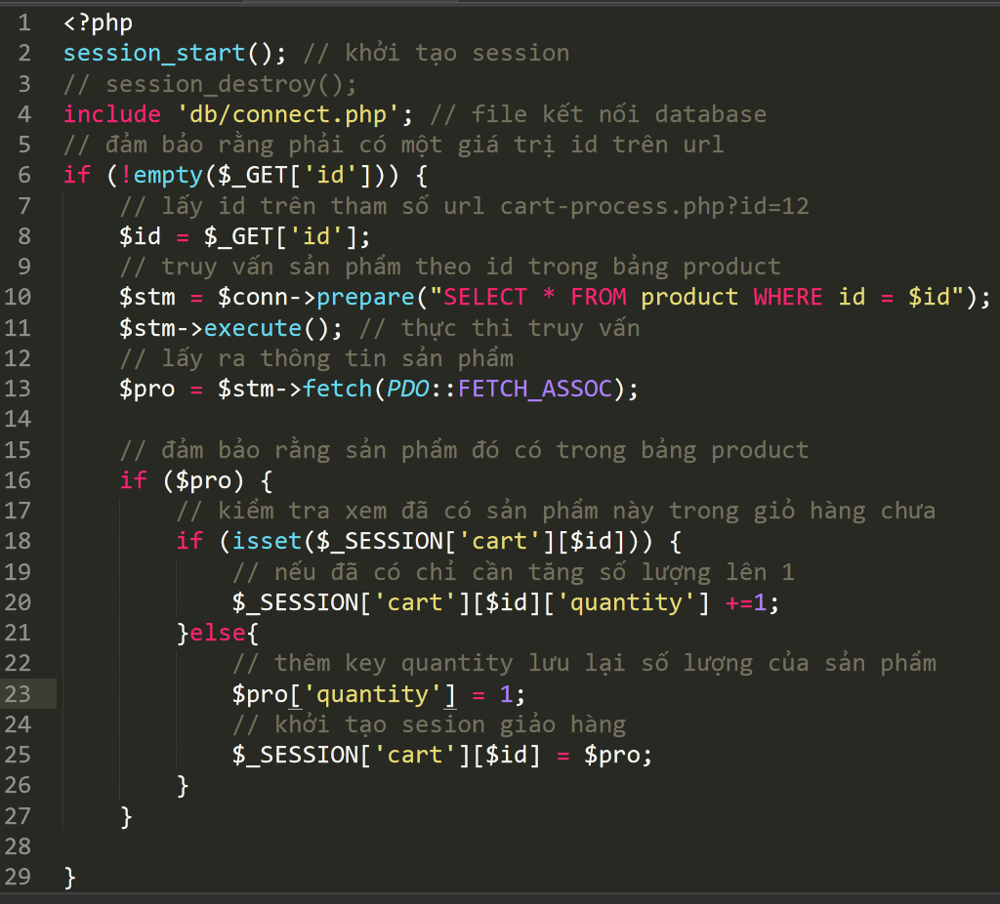 1 <?php
2 session_start(); // khởi tạo session
3 // session_destroy();
4 include 'db/connect.php'; // file kết nối database
5 // đảm bảo rằng phải có một giá trị id trên url
6 if (!empty($_GET['id'])) {
7 // lấy id trên tham số url cart-process.php?id=12
8 $id = $_GET['id'];
9 // truy vấn sản phẩm theo id trong bảng product
10 $stm = $conn->prepare("SELECT * FROM product WHERE id = $id");
11 $stm->execute(); // thực thi truy vấn
12 // lấy ra thông tin sản phẩm
13 $pro = $stm->fetch(PDO::FETCH_ASSOC);
14
15 // đảm bảo rằng sản phẩm đó có trong bảng product
16 if ($pro) {
17 // kiểm tra xem đã có sản phẩm này trong giỏ hàng chưa
18 if (isset($_SESSION['cart'][$id])) {
19 // nếu đã có chỉ cần tăng số lượng lên 1
20 $_SESSION['cart'][$id]['quantity'] +=1;
21 }else{
22 // thêm key quantity lưu lại số lượng của sản phẩm
23 $pro['quantity'] = 1;
24 // khởi tạo sesion giảo hàng
25 $_SESSION['cart'][$id] = $pro;
26 }
27 }
28
29 }